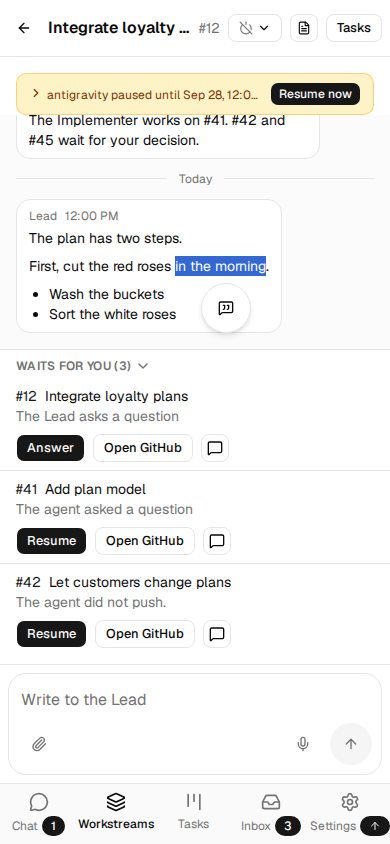 Integrate loyalty ... #12 Tasks
antigravity paused until Sep 28, 12:0... Resume now
The Implementer works on #41. #42 and
#45 wait for your decision.
Today
Lead 12:00 PM
The plan has two steps.
First, cut the red roses in the morning.
• Wash the buckets
• Sort the white roses
WAITS FOR YOU (3)
#12 Integrate loyalty plans
The Lead asks a question
Answer Open GitHub
#41 Add plan model
The agent asked a question
Resume Open GitHub
#42 Let customers change plans
The agent did not push.
Resume Open GitHub
Write to the Lead
Chat 1 Workstreams Tasks Inbox 3 Settings